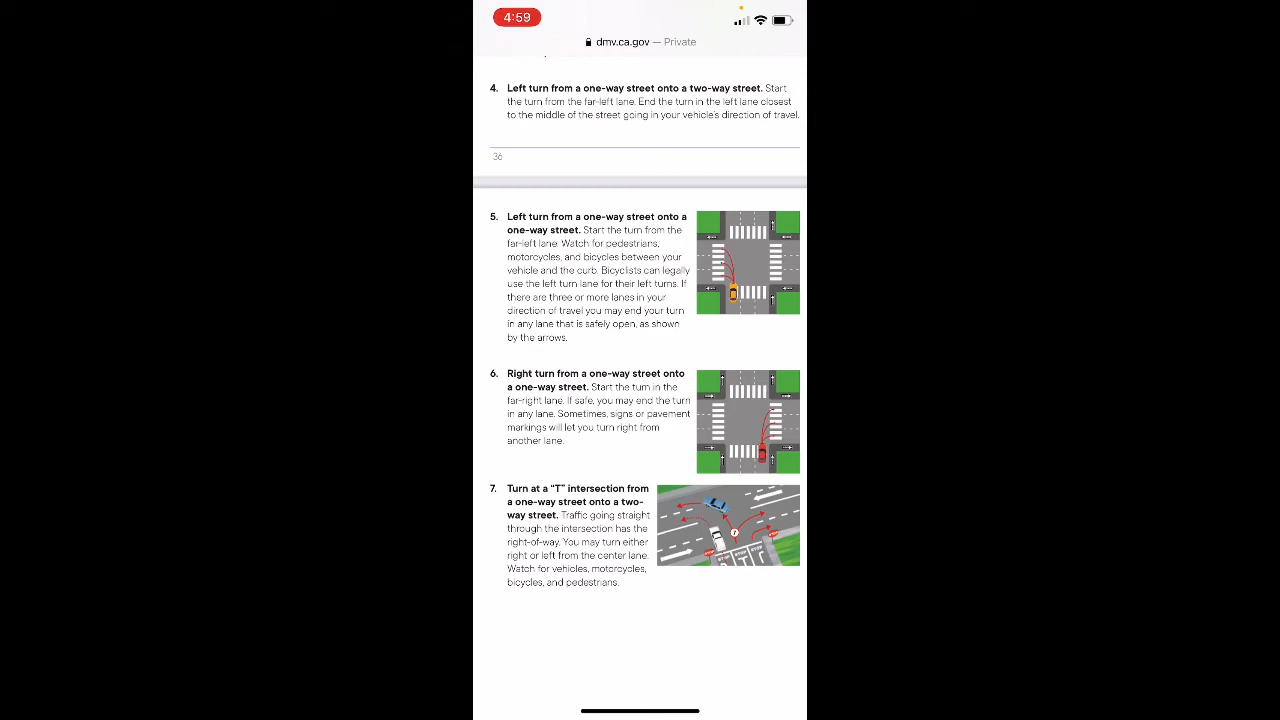 4:59
dmv.ca.gov — Private
4. Left turn from a one-way street onto a two-way street. Start
the turn from the far-left lane. End the turn in the left lane closest
to the middle of the street going in your vehicle's direction of travel.
36
5. Left turn from a one-way street onto a
one-way street. Start the turn from the
far-left lane. Watch for pedestrians,
motorcycles, and bicycles between your
vehicle and the curb. Bicyclists can legally
use the left turn lane for their left turns. If
there are three or more lanes in your
direction of travel you may end your turn
in any lane that is safely open, as shown
by the arrows.
6. Right turn from a one-way street onto
a one-way street. Start the turn in the
far-right lane. If safe, you may end the turn
in any lane. Sometimes, signs or pavement
markings will let you turn right from
another lane.
7. Turn at a “T” intersection from
a one-way street onto a two-
way street. Traffic going straight
through the intersection has the
right-of-way. You may turn either
right or left from the center lane.
Watch for vehicles, motorcycles,
bicycles, and pedestrians.
7
STOP
STOP
STOP
STOP
STOP